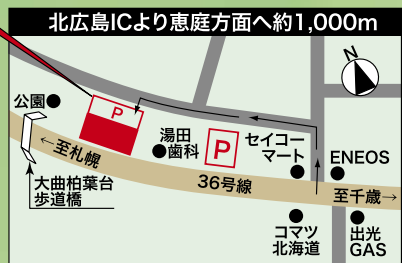 北広島ICより恵庭方面へ約1,000m
N
公園
P
湯田
歯科
P
セイコー
マート
ENEOS
←至札幌
36号線
至千歳→
大曲柏葉台
歩道橋
コマツ
北海道
出光
GAS